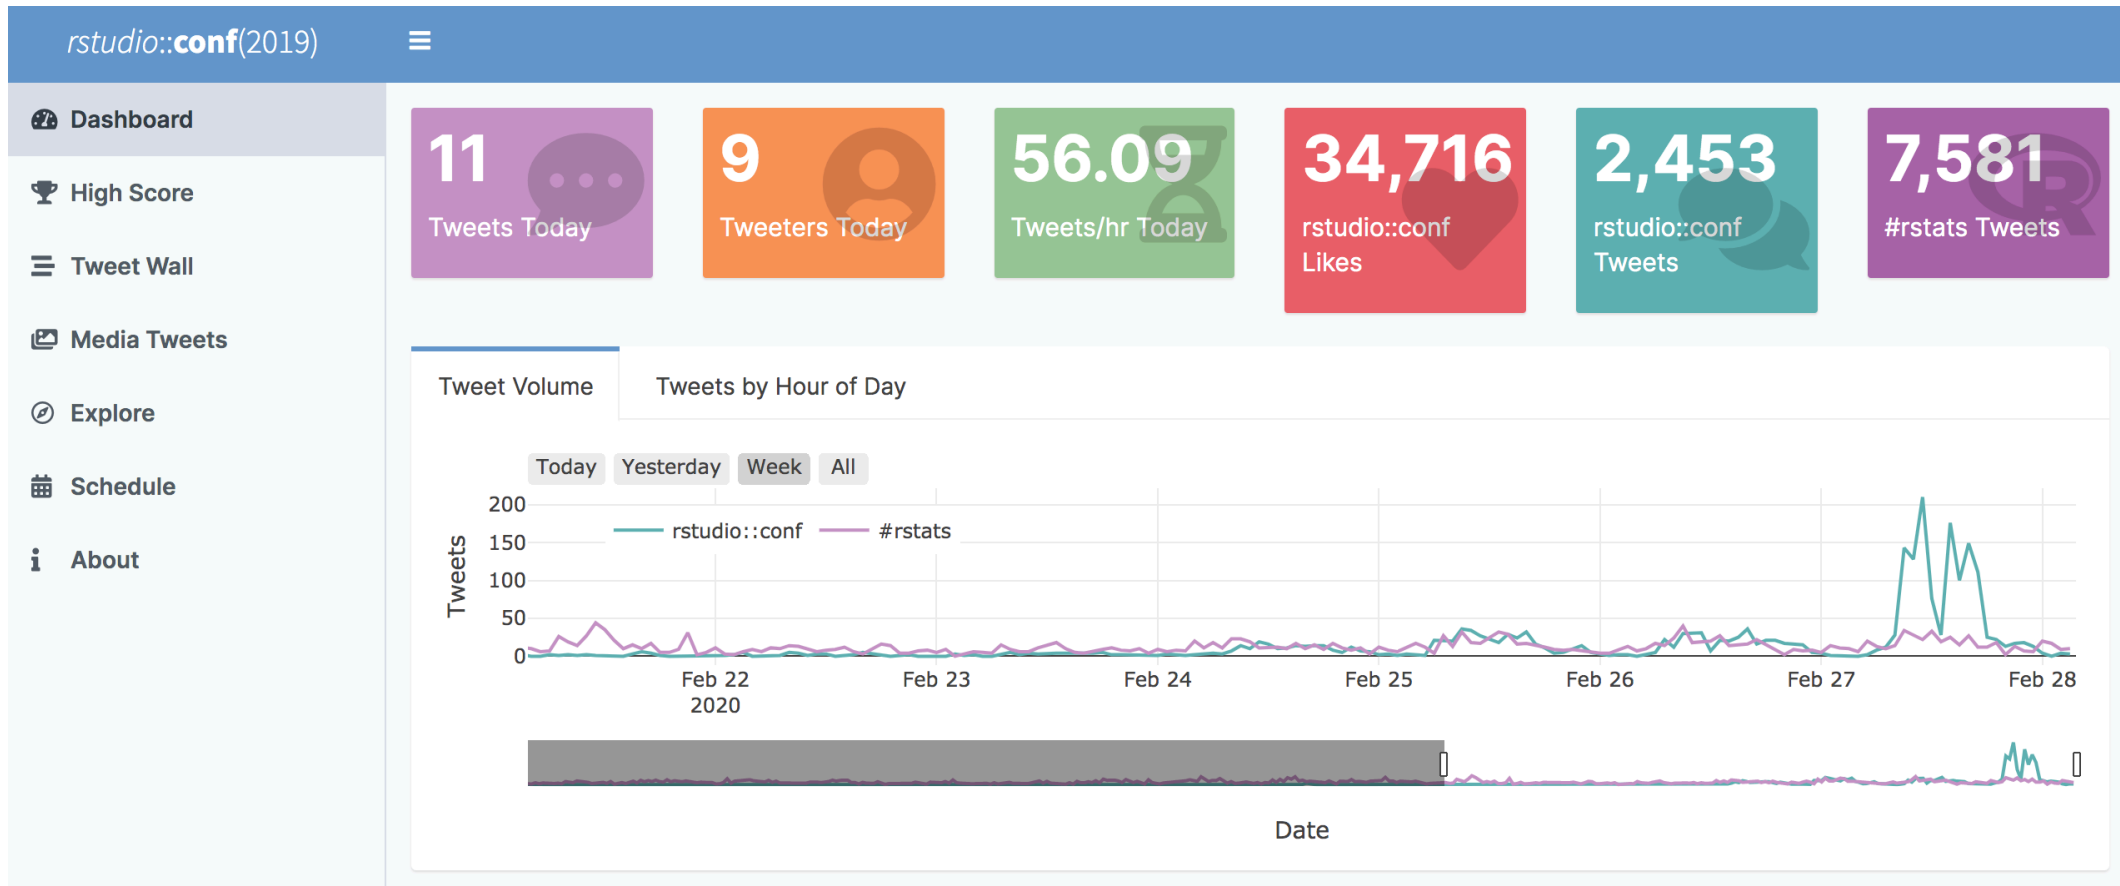 rstudio::conf(2019)
Dashboard
High Score
Tweet Wall
Media Tweets
Explore
Schedule
About
11
Tweets Today
9
Tweeters Today
56.09
Tweets/hr Today
34,716
rstudio::conf
Likes
2,453
rstudio::conf
Tweets
7,581
#rstats Tweets
Tweet Volume
Tweets by Hour of Day
Today Yesterday Week All
rstudio::conf #rstats
Tweets
200
150
100
50
0
Feb 22 Feb 23 Feb 24 Feb 25 Feb 26 Feb 27 Feb 28
2020
Date